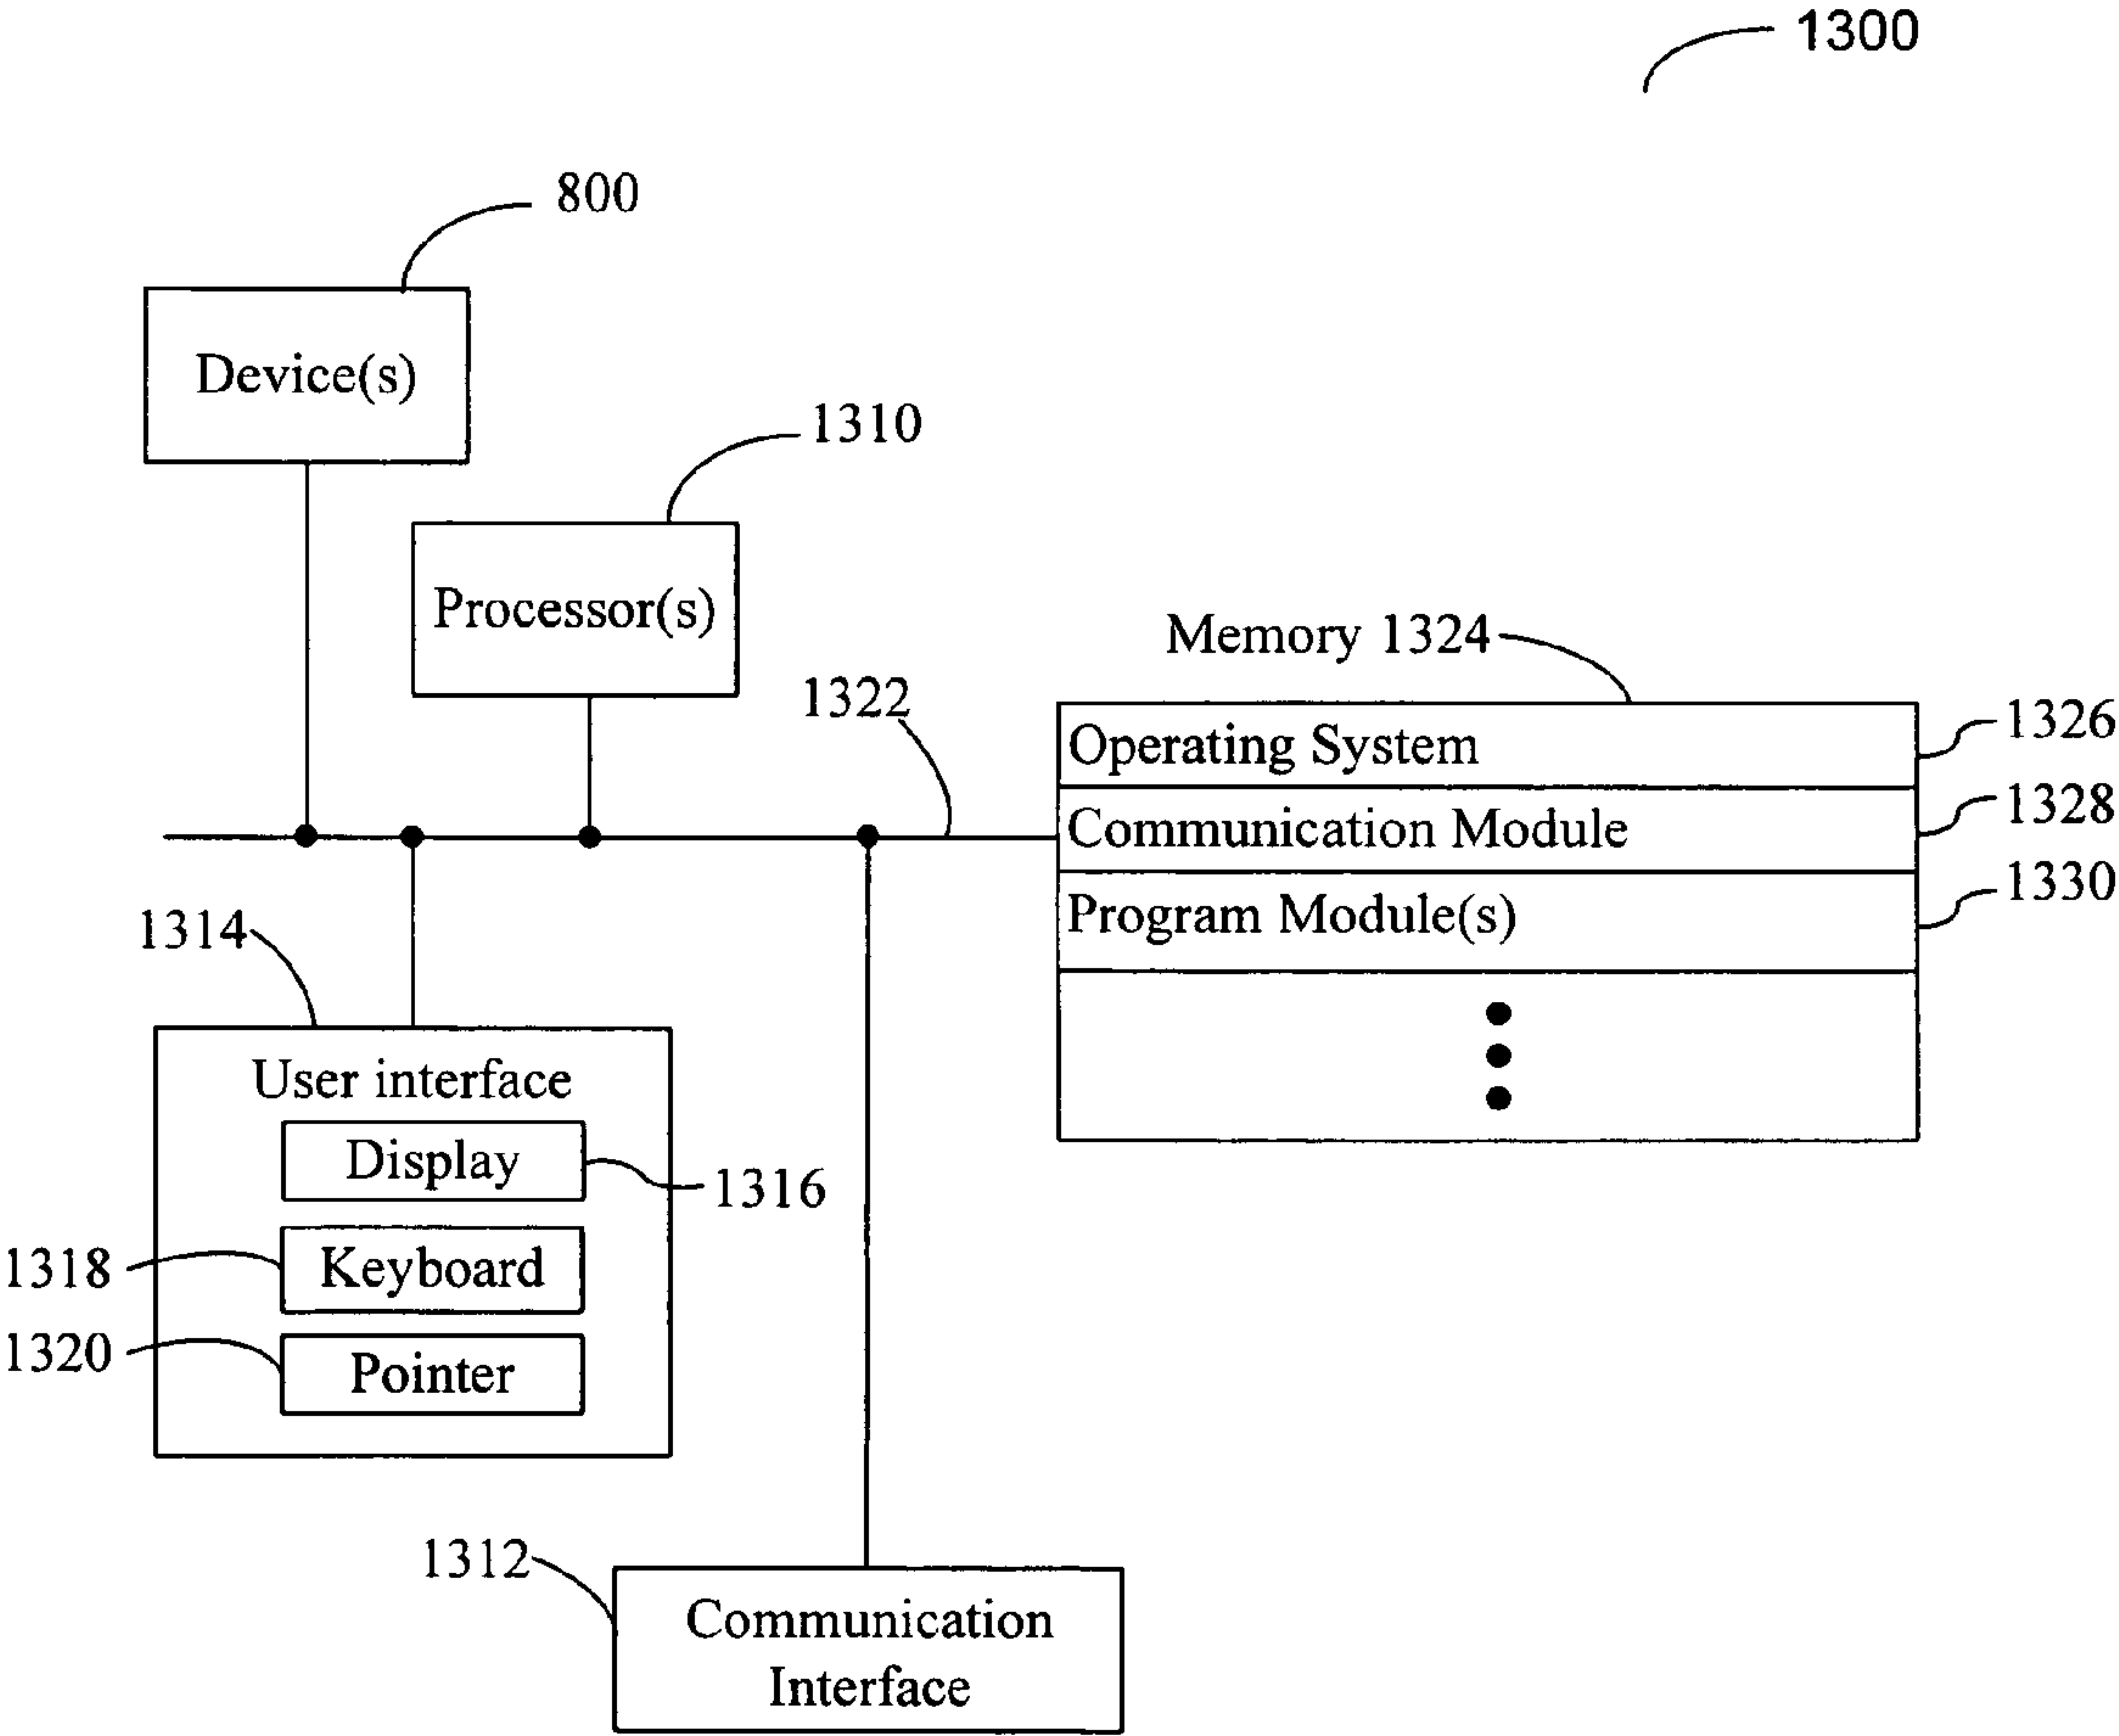 1300
800
Device(s)
1310
Processor(s)
Memory 1324
1322
Operating System
1326
Communication Module
1328
Program Module(s)
1330
1314
User interface
Display
1316
1318
Keyboard
1320
Pointer
1312
Communication
Interface